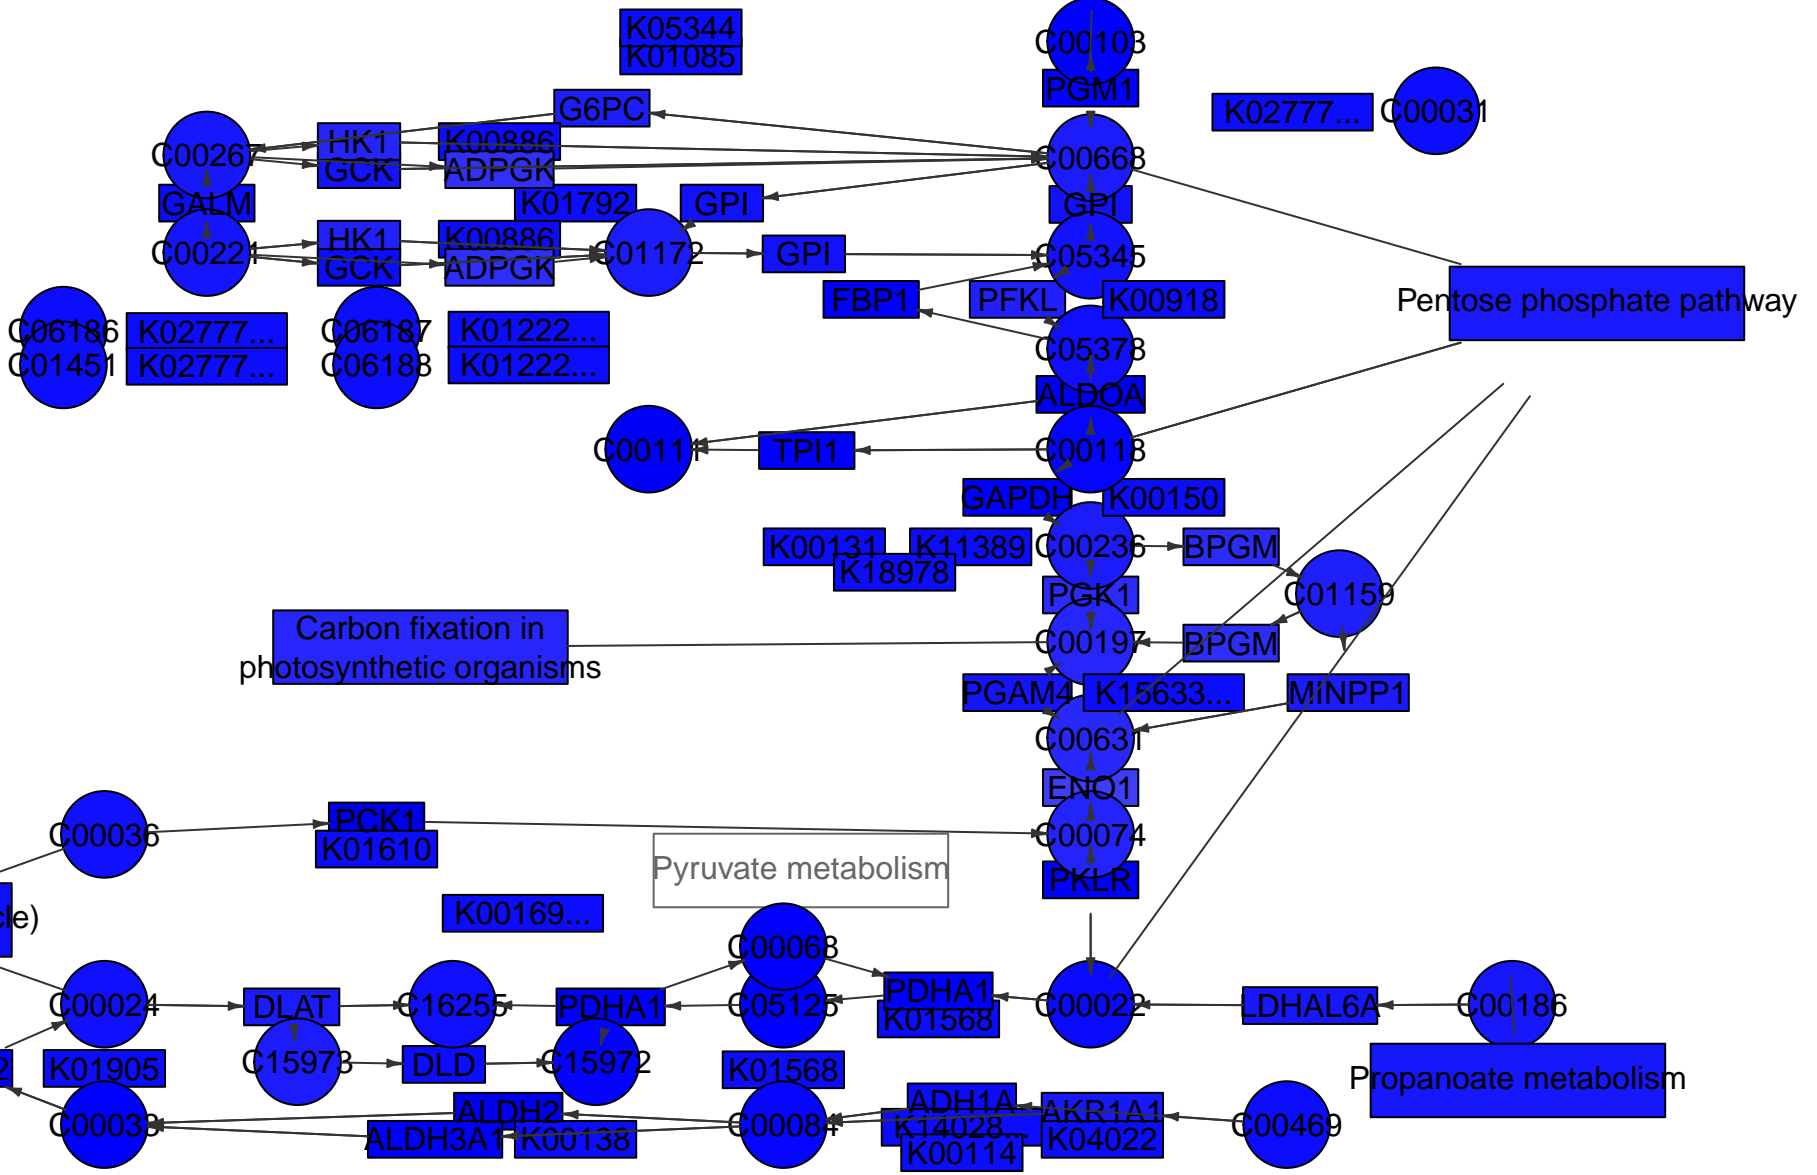 K05344
K01085
C00103
PGM1
K02777...
C00031
G6PC
C00267
HK1
K00886
GCK
ADPGK
C00668
GALM
K01792
GPI
GPI
C00221
HK1
K00886
GCK
ADPGK
C01172
GPI
C05345
FBP1
PFKL
K00918
Pentose phosphate pathway
C06186
K02777...
C06187
K01222...
C01451
K02777...
C06188
K01222...
C05378
ALDOA
C00111
TPI1
C00118
GAPDH
K00150
K00131
K11389
K18978
C00236
BPGM
PGK1
C01159
Carbon fixation in
photosynthetic organisms
C00197
BPGM
PGAM4
K15633...
MINPP1
C00631
ENO1
C00036
PCK1
K01610
C00074
Pyruvate metabolism
PKLR
cle)
K00169...
C00068
C00024
DLAT
C16255
PDHA1
C05125
PDHA1
K01568
C00022
LDHAL6A
C00186
2
K01905
C15973
DLD
C15972
K01568
Propanoate metabolism
C00033
ALDH2
ALDH3A1
K00138
C00084
ADH1A
K14028...
K00114
AKR1A1
K04022
C00469